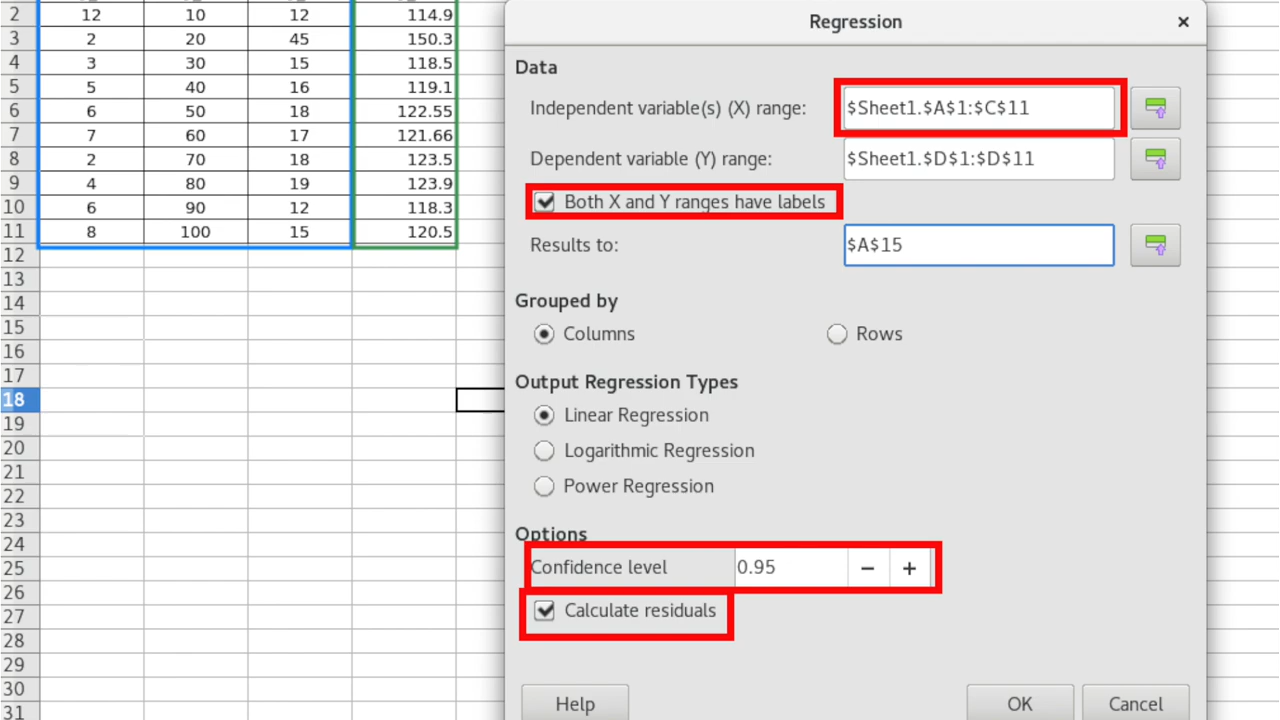 Regression
2 12 10 12 114.9
3 2 20 45 150.3
4 3 30 15 118.5
5 5 40 16 119.1
6 6 50 18 122.55
7 7 60 17 121.66
8 2 70 18 123.5
9 4 80 19 123.9
10 6 90 12 118.3
11 8 100 15 120.5
12
13
14
15
16
17
18
19
20
21
22
23
24
25
26
27
28
29
30
31
Data
Independent variable(s) (X) range: $Sheet1.$A$1:$C$11
Dependent variable (Y) range: $Sheet1.$D$1:$D$11
Both X and Y ranges have labels
Results to: $A$15
Grouped by
Columns Rows
Output Regression Types
Linear Regression
Logarithmic Regression
Power Regression
Options
Confidence level 0.95 − +
Calculate residuals
Help OK Cancel